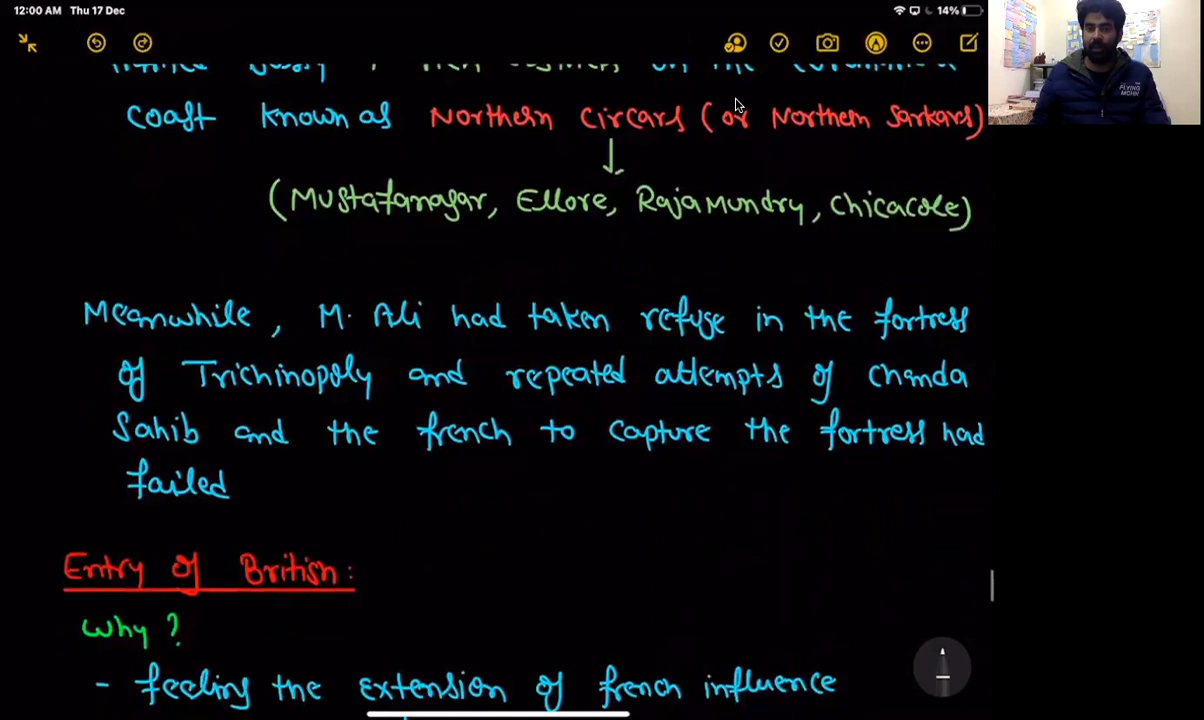 12:00 AM Thu 17 Dec
14%
coast known as Northern Circars (or Northern Sarkars)
(Mustafanagar, Ellore, Rajamundry, Chicacole)
Meanwhile, M. Ali had taken refuge in the fortress
of Trichinopoly and repeated attempts of Chanda
Sahib and the french to capture the fortress had
failed
Entry of British:
Why?
- feeling the extension of french influence
FLYING
MACHINE